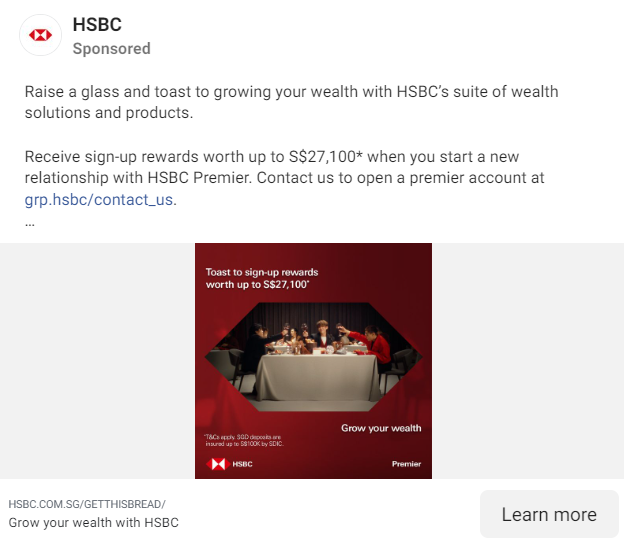 HSBC
Sponsored
Raise a glass and toast to growing your wealth with HSBC’s suite of wealth
solutions and products.
Receive sign-up rewards worth up to S$27,100* when you start a new
relationship with HSBC Premier. Contact us to open a premier account at
grp.hsbc/contact_us.
...
Toast to sign-up rewards
worth up to S$27,100*
Grow your wealth
*T&Cs apply. SGD deposits are
insured up to S$100K by SDIC.
HSBC
Premier
HSBC.COM.SG/GETTHISBREAD/
Grow your wealth with HSBC
Learn more